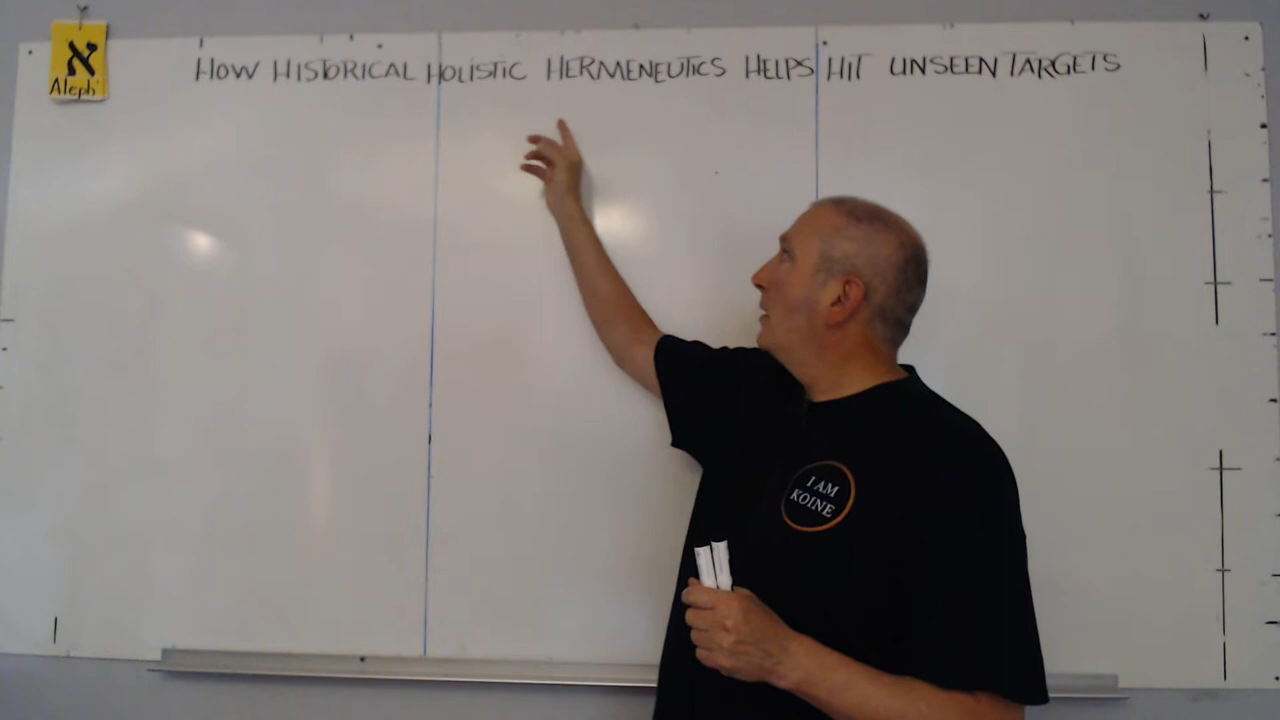 א
Aleph
HOW HISTORICAL HOLISTIC HERMENEUTICS HELPS HIT UNSEEN TARGETS
I AM
KOINE